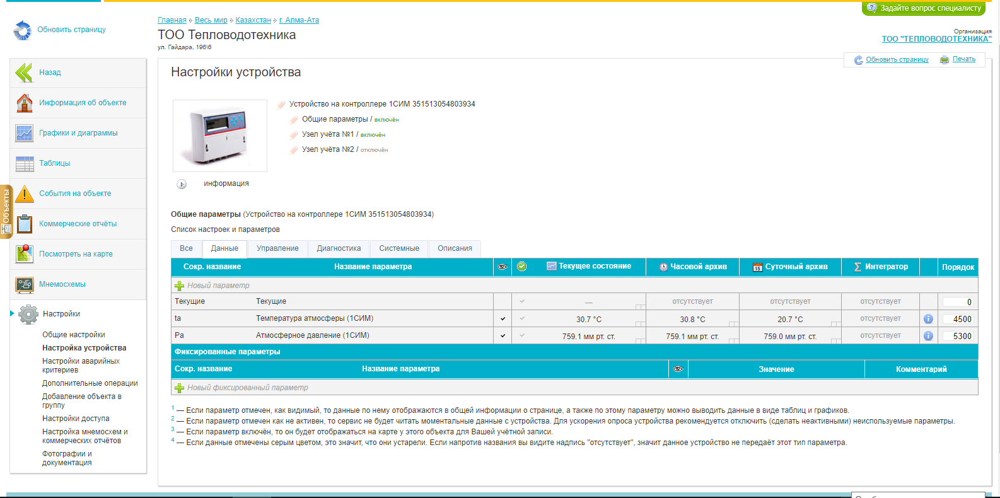 Задайте вопрос специалисту
Обновить страницу
Главная Весь мир Казахстан г. Алма-Ата
ТОО Тепловодотехника
ул. Гайдара, 196\6
Организация
ТОО "ТЕПЛОВОДОТЕХНИКА"
Обновить страницу Печать
Назад
Информация об объекте
Графики и диаграммы
Таблицы
События на объекте
Коммерческие отчёты
Посмотреть на карте
Мнемосхемы
Настройки
Общие настройки
Настройка устройства
Настройки аварийных
критериев
Дополнительные операции
Добавление объекта в
группу
Настройки доступа
Настройка мнемосхем и
коммерческих отчётов
Фотографии и
документация
Объекты
Настройки устройства
Устройство на контроллере 1СИМ 351513054803934
Общие параметры / включён
Узел учёта №1 / включён
Узел учёта №2 / отключён
информация
Общие параметры (Устройство на контроллере 1СИМ 351513054803934)
Список настроек и параметров
Все Данные Управление Диагностика Системные Описания
Сокр. название Название параметра Текущее состояние Часовой архив 15 Суточный архив Σ Интегратор Порядок
Новый параметр
Текущие Текущие — отсутствует отсутствует отсутствует 0
ta Температура атмосферы (1СИМ) 30.7 °C 30.8 °C 20.7 °C отсутствует 4500
Pa Атмосферное давление (1СИМ) 759.1 мм рт. ст. 759.1 мм рт. ст. 759.0 мм рт. ст. отсутствует 5300
Фиксированные параметры
Сокр. название Название параметра Значение Комментарий
Новый фиксированный параметр
1 — Если параметр отмечен, как видимый, то данные по нему отображаются в общей информации о странице, а также по этому параметру можно выводить данные в виде таблиц и графиков.
2 — Если параметр отмечен как не активен, то сервис не будет читать моментальные данные с устройства. Для ускорения опроса устройства рекомендуется отключить (сделать неактивными) неиспользуемые параметры.
3 — Если параметр включён, то он будет отображаться на карте у этого объекта для Вашей учётной записи.
4 — Если данные отмечены серым цветом, это значит, что они устарели. Если напротив названия вы видите надпись "отсутствует", значит данное устройство не передаёт этот тип параметра.